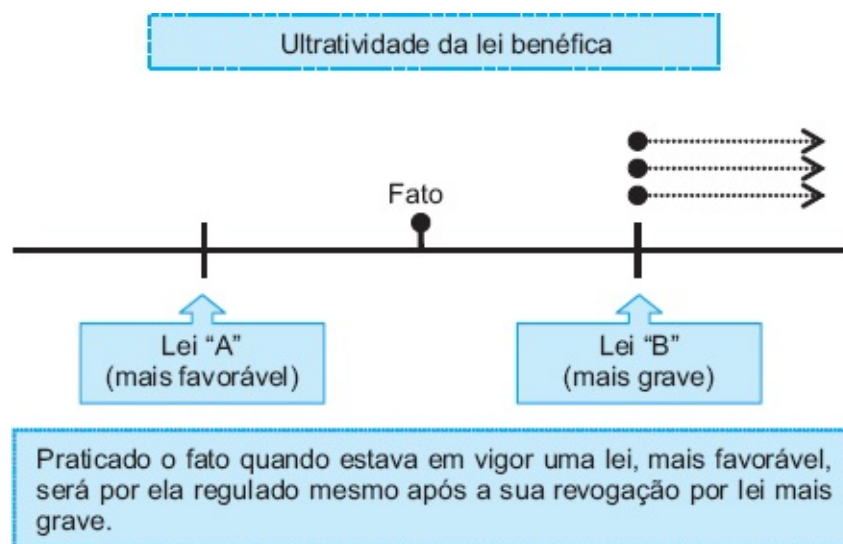 Ultratividade da lei benéfica
Fato
Lei “A”
(mais favorável)
Lei “B”
(mais grave)
Praticado o fato quando estava em vigor uma lei, mais favorável,
será por ela regulado mesmo após a sua revogação por lei mais
grave.